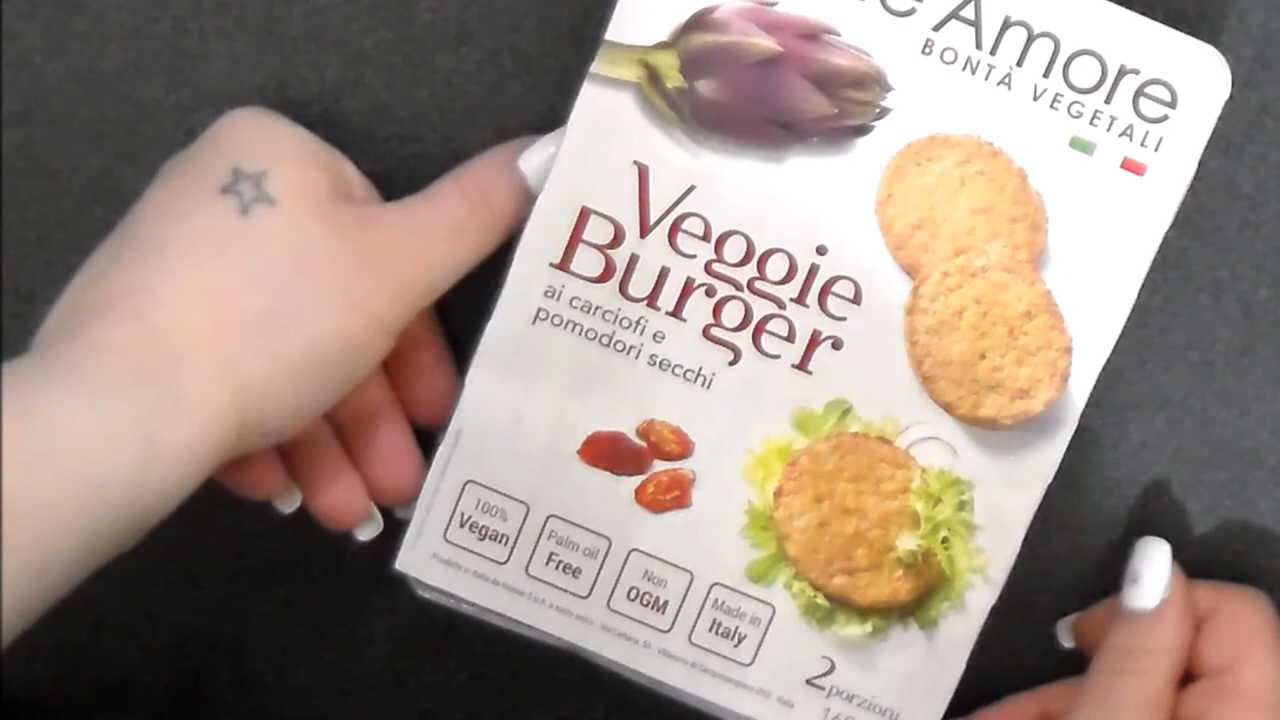 Amore
BONTÀ VEGETALI
Veggie
Burger
ai carciofi e
pomodori secchi
100%
Vegan
Palm oil
Free
Non
OGM
Made in
Italy
2 porzioni